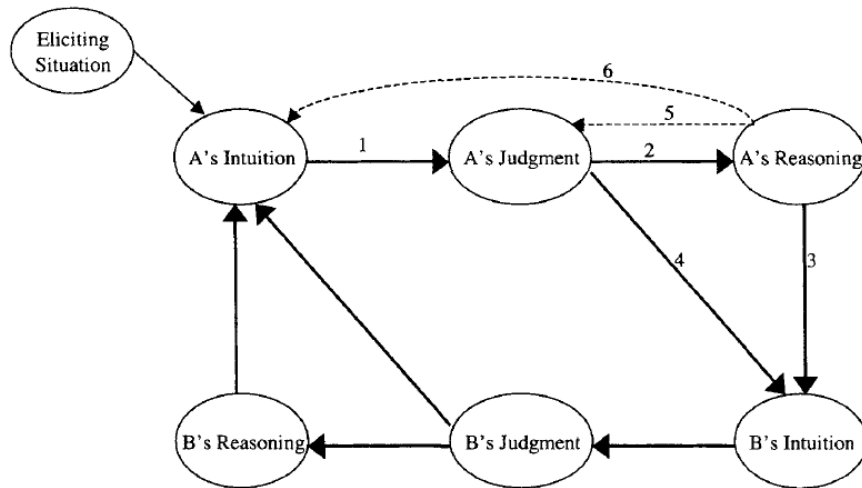 Eliciting
Situation
6
5
A's Intuition
1
A's Judgment
2
A's Reasoning
4
3
B's Reasoning
B's Judgment
B's Intuition